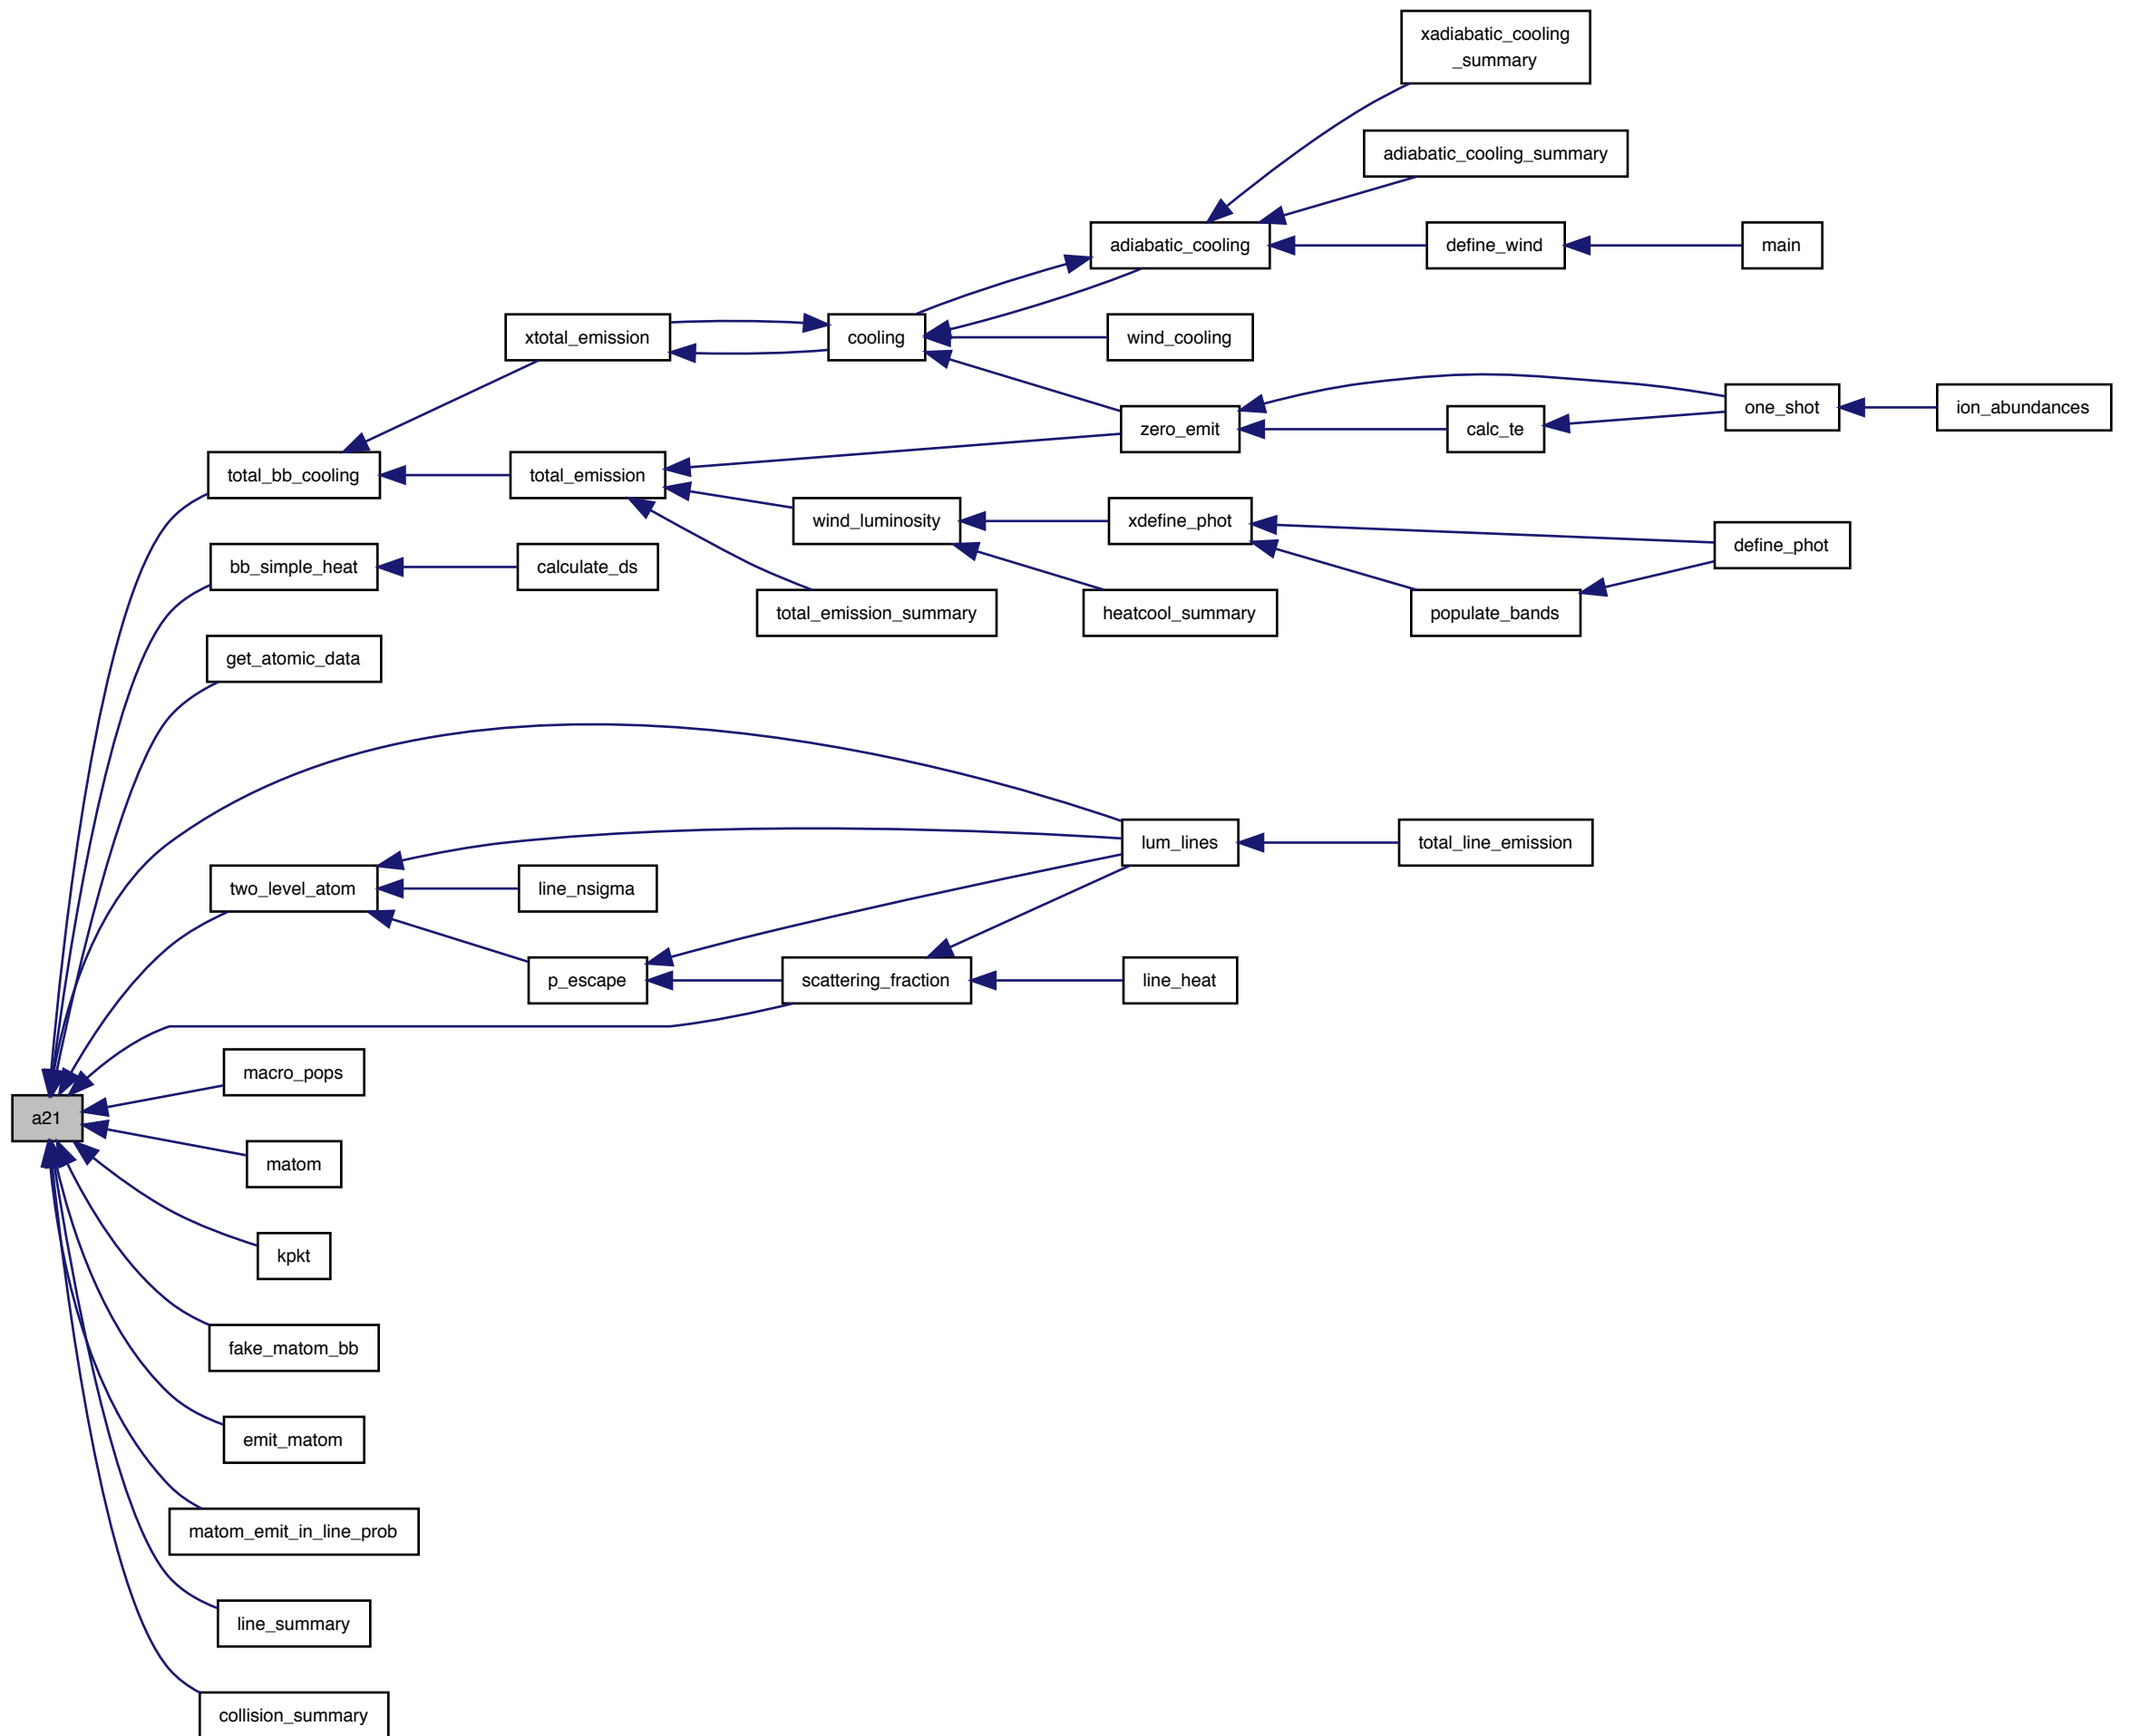 xadiabatic_cooling
_summary
adiabatic_cooling_summary
adiabatic_cooling
define_wind
main
xtotal_emission
cooling
wind_cooling
zero_emit
calc_te
one_shot
ion_abundances
total_bb_cooling
total_emission
wind_luminosity
xdefine_phot
define_phot
bb_simple_heat
calculate_ds
total_emission_summary
heatcool_summary
populate_bands
get_atomic_data
lum_lines
total_line_emission
two_level_atom
line_nsigma
p_escape
scattering_fraction
line_heat
macro_pops
a21
matom
kpkt
fake_matom_bb
emit_matom
matom_emit_in_line_prob
line_summary
collision_summary